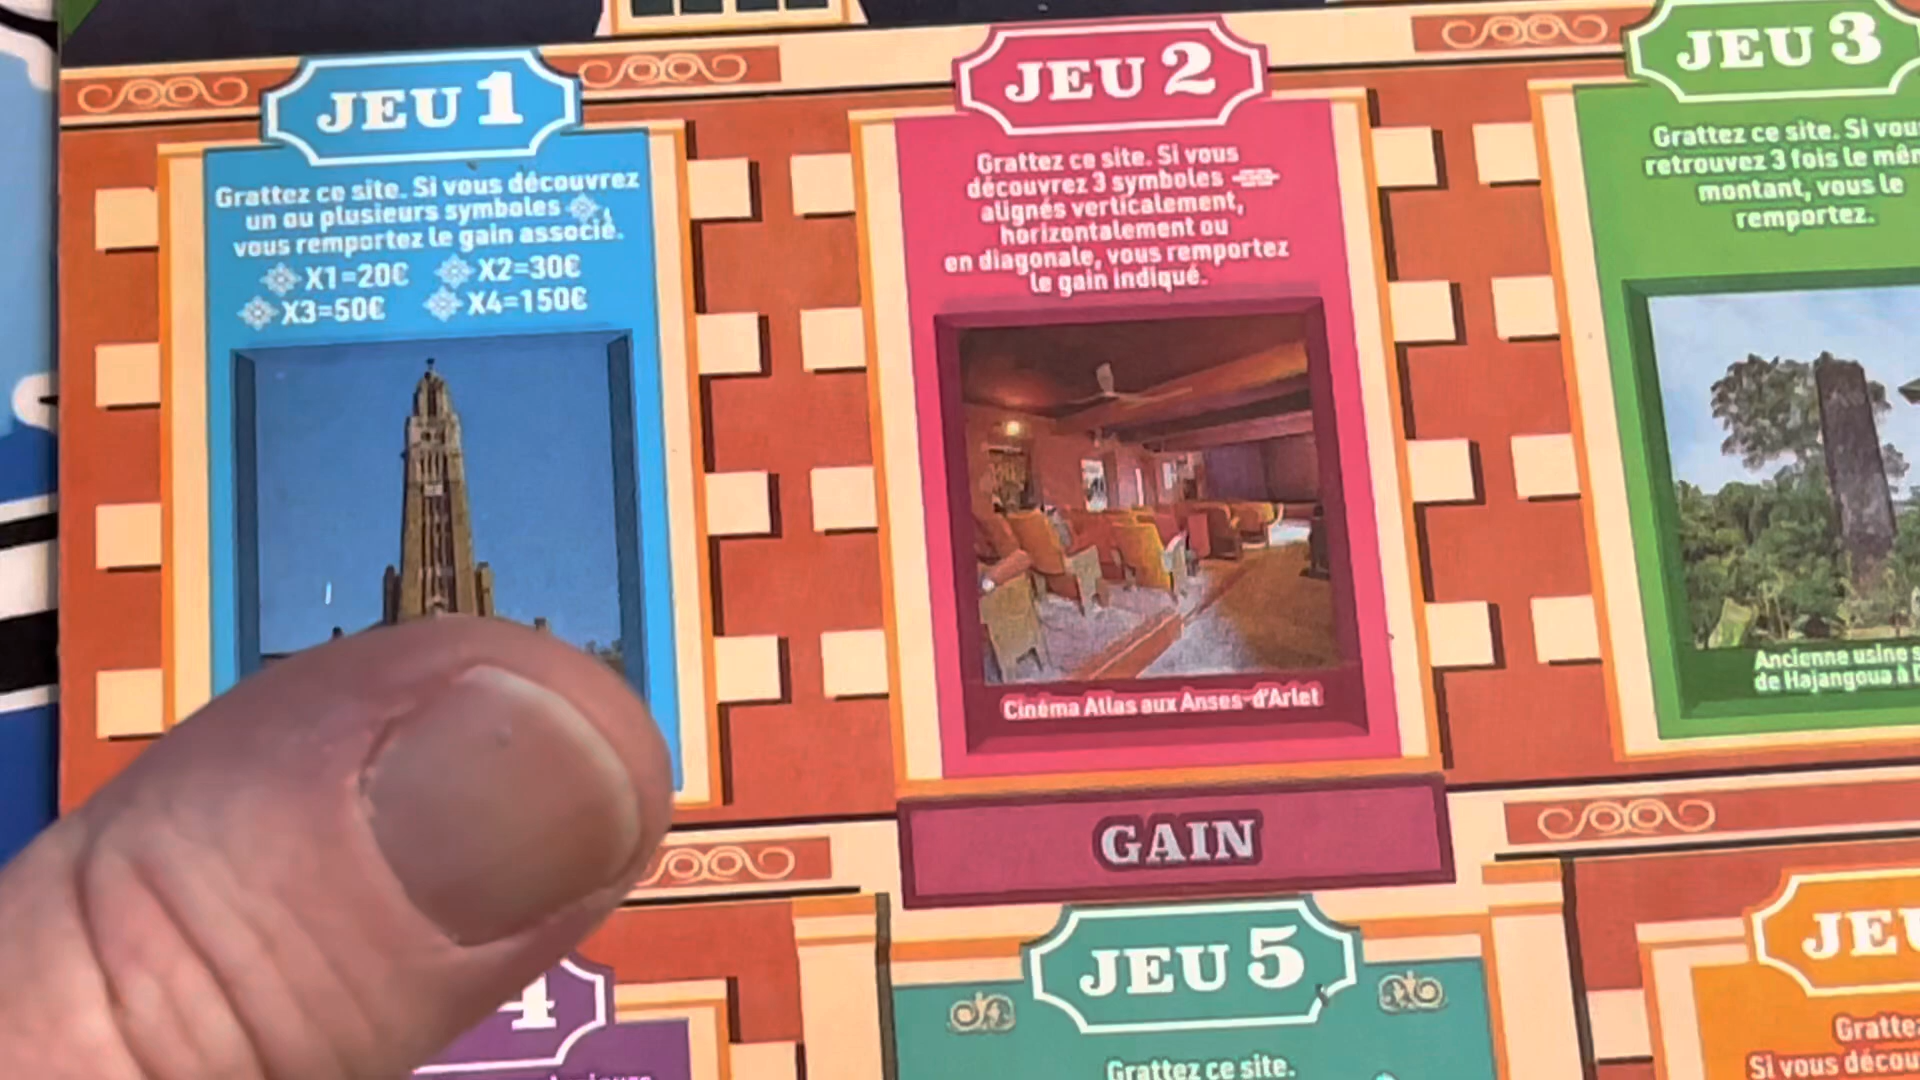 JEU 1
Grattez ce site. Si vous découvrez
un ou plusieurs symboles ,
vous remportez le gain associé.
X1=20€ X2=30€
X3=50€ X4=150€
JEU 2
Grattez ce site. Si vous
découvrez 3 symboles
alignés verticalement,
horizontalement ou
en diagonale, vous remportez
le gain indiqué.
Cinéma Atlas aux Anses-d'Arlet
GAIN
JEU 3
Grattez ce site. Si vou
retrouvez 3 fois le mêm
montant, vous le
remportez.
Ancienne usine s
de Hajangoua à D
4
JEU 5
Grattez ce site.
JEU
Gratte
Si vous décou